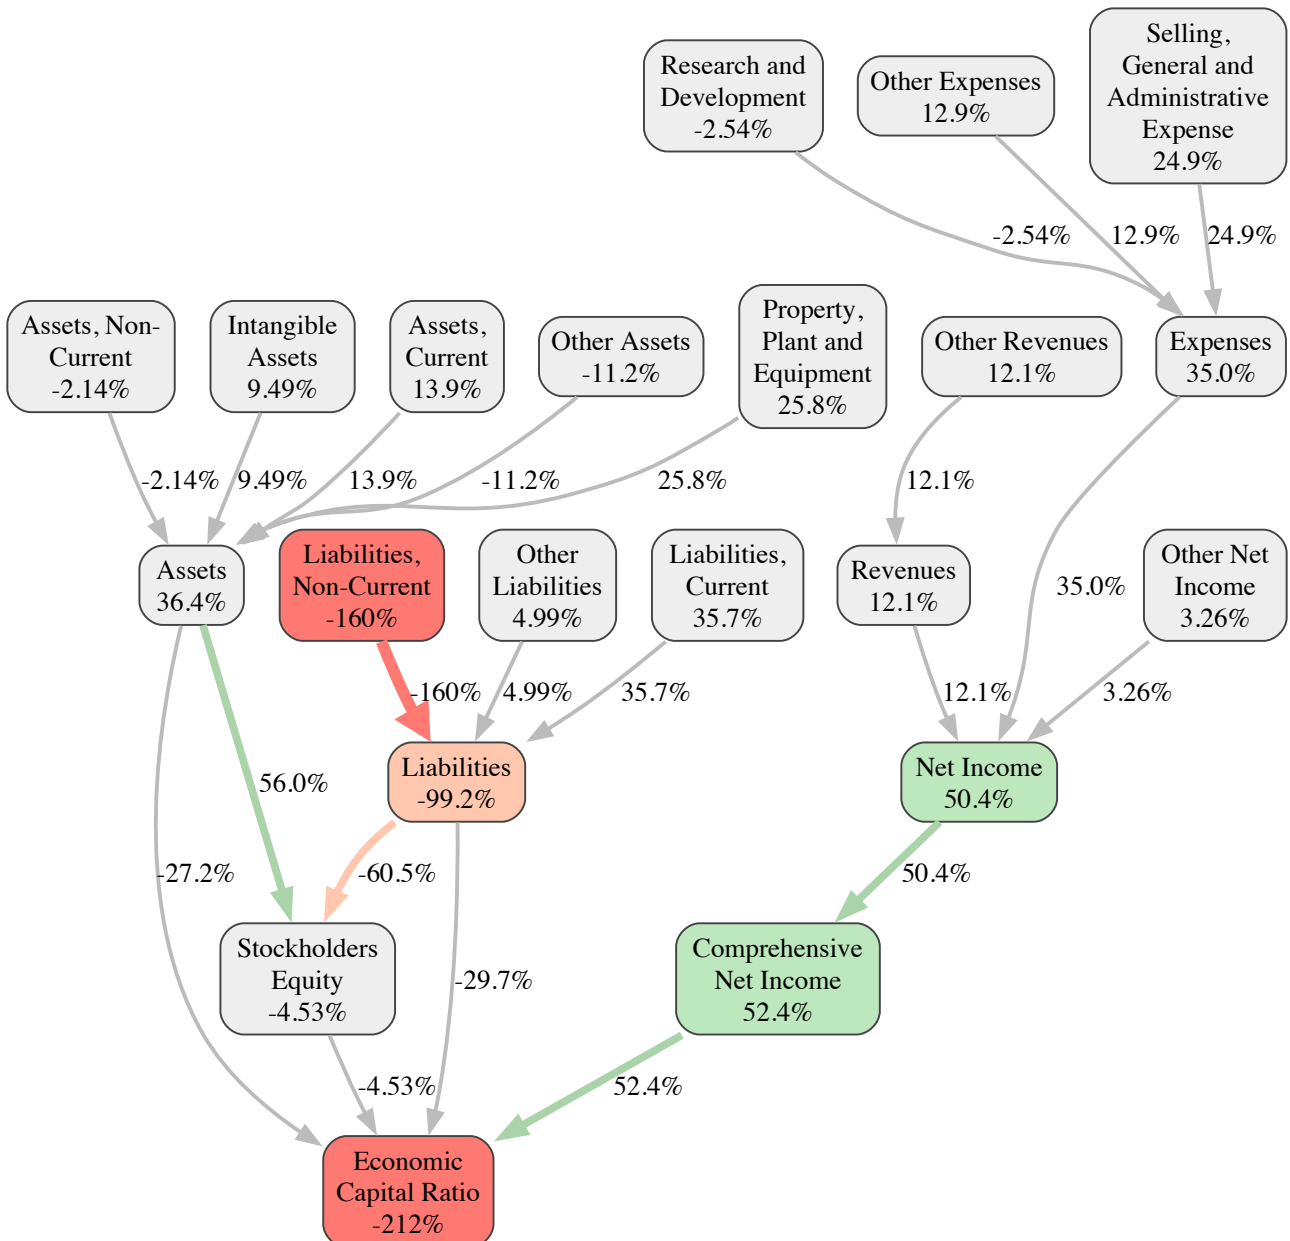 Selling,
General and
Administrative
Expense
24.9%
Research and
Development
-2.54%
Other Expenses
12.9%
-2.54%
12.9%
24.9%
Assets, Non-
Current
-2.14%
Intangible
Assets
9.49%
Assets,
Current
13.9%
Other Assets
-11.2%
Property,
Plant and
Equipment
25.8%
Other Revenues
12.1%
Expenses
35.0%
-2.14%
9.49%
13.9%
-11.2%
25.8%
12.1%
Assets
36.4%
Liabilities,
Non-Current
-160%
Other
Liabilities
4.99%
Liabilities,
Current
35.7%
Revenues
12.1%
35.0%
Other Net
Income
3.26%
-160%
4.99%
35.7%
12.1%
3.26%
56.0%
Liabilities
-99.2%
Net Income
50.4%
-27.2%
-60.5%
50.4%
Stockholders
Equity
-4.53%
-29.7%
Comprehensive
Net Income
52.4%
-4.53%
52.4%
Economic
Capital Ratio
-212%